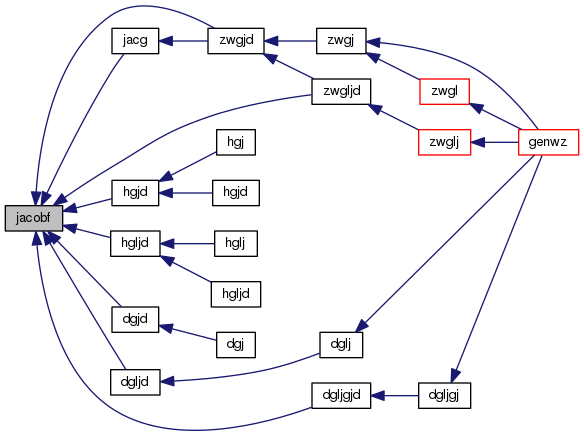 jacg
zwgjd
zwgj
zwgljd
zwgl
hgj
zwglj
genwz
hgjd
hgjd
jacobf
hgljd
hglj
hgljd
dgjd
dgj
dglj
dgljd
dgljgjd
dgljgj